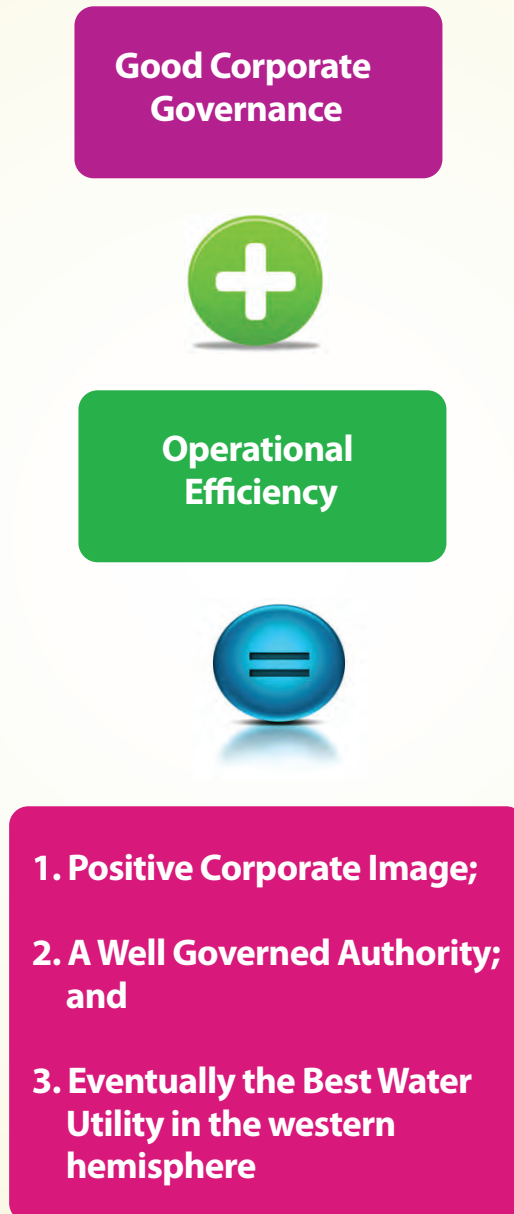 Good Corporate
Governance
+
Operational
Efficiency
=
1. Positive Corporate Image;
2. A Well Governed Authority;
and
3. Eventually the Best Water
Utility in the western
hemisphere